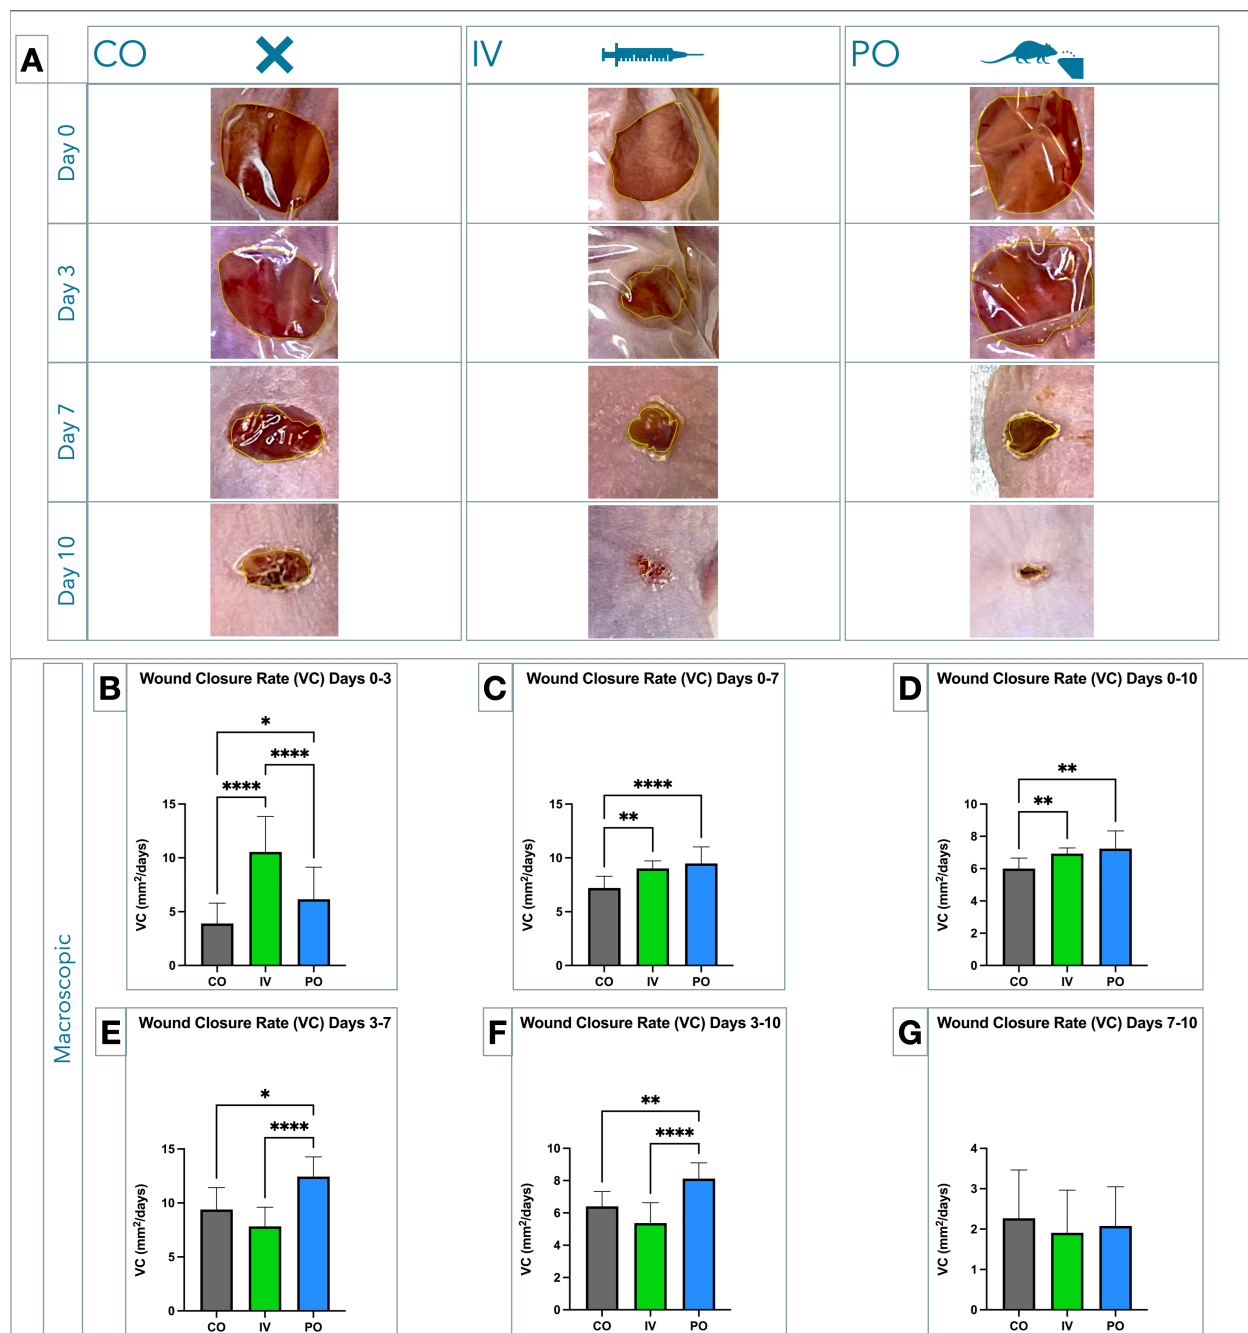 A
CO
IV
PO
Day 0
Day 3
Day 7
Day 10
Macroscopic
B
Wound Closure Rate (VC) Days 0-3
*
****
****
15
10
5
0
VC (mm²/days)
CO IV PO
C
Wound Closure Rate (VC) Days 0-7
****
**
15
10
5
0
VC (mm²/days)
CO IV PO
D
Wound Closure Rate (VC) Days 0-10
**
**
10
8
6
4
2
0
VC (mm²/days)
CO IV PO
E
Wound Closure Rate (VC) Days 3-7
*
****
15
10
5
0
VC (mm²/days)
CO IV PO
F
Wound Closure Rate (VC) Days 3-10
**
****
10
8
6
4
2
0
VC (mm²/days)
CO IV PO
G
Wound Closure Rate (VC) Days 7-10
4
3
2
1
0
VC (mm²/days)
CO IV PO